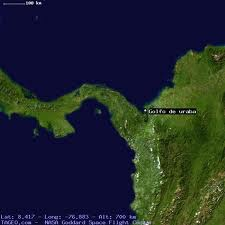 100 km
Golfo de uraba
Lat: 8.417 - Long: -76.883 - Alt: 700 km
TAGEO.com - NASA Goddard Space Flight Center